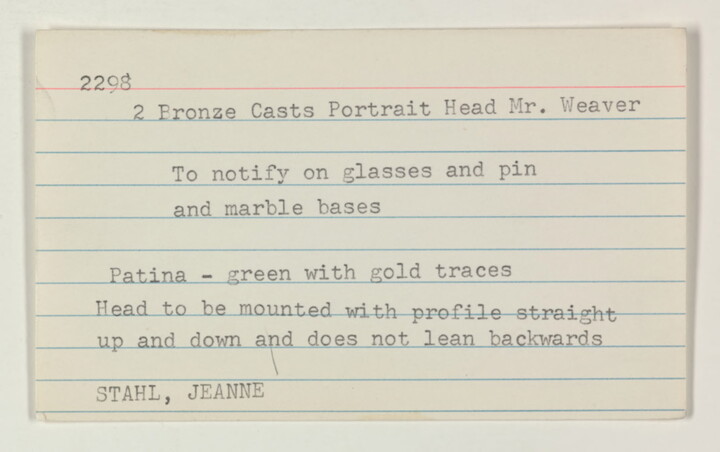 2298
2 Bronze Casts Portrait Head Mr. Weaver
To notify on glasses and pin
and marble bases
Patina - green with gold traces
Head to be mounted with profile straight
up and down and does not lean backwards
STAHL, JEANNE